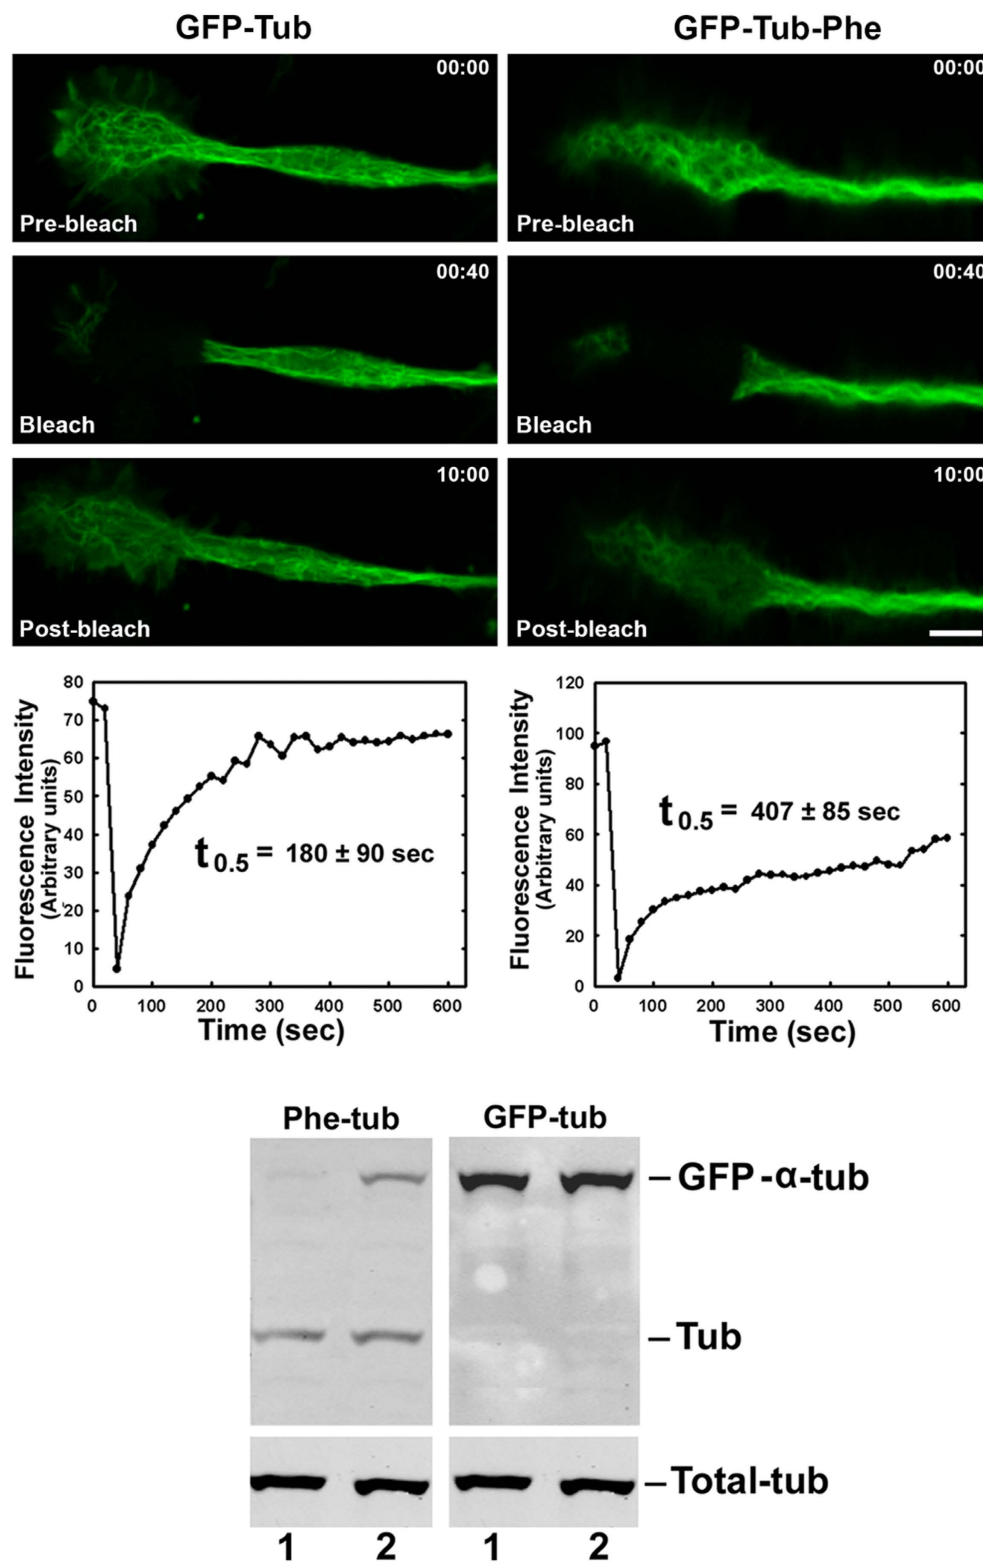 GFP-Tub
GFP-Tub-Phe
00:00
Pre-bleach
00:00
Pre-bleach
00:40
Bleach
00:40
Bleach
10:00
Post-bleach
10:00
Post-bleach
Fluorescence Intensity
(Arbitrary units)
80
70
60
50
40
30
20
10
0
t0.5 = 180 ± 90 sec
0 100 200 300 400 500 600
Time (sec)
Fluorescence Intensity
(Arbitrary units)
120
100
80
60
40
20
0
t0.5 = 407 ± 85 sec
0 100 200 300 400 500 600
Time (sec)
Phe-tub
GFP-tub
GFP-α-tub
Tub
Total-tub
1 2 1 2